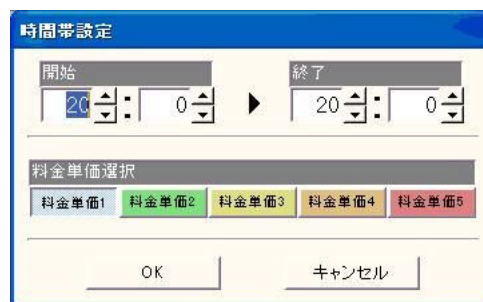 時間帯設定
開始 終了
20 : 0 ▶ 20 : 0
料金単価選択
料金単価1 料金単価2 料金単価3 料金単価4 料金単価5
OK キャンセル